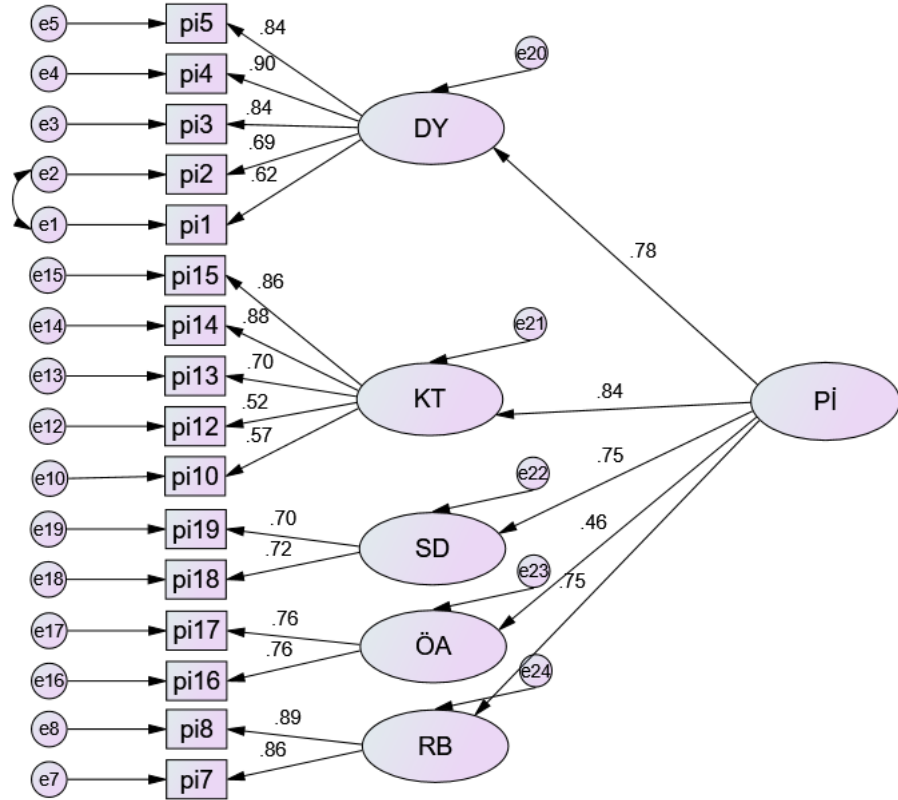 e5 pi5 .84
e20
e4 pi4 .90
e3 pi3 .84
DY
e2 pi2 .69
e1 pi1 .62
.78
e15 pi15 .86
e14 pi14 .88
e21
e13 pi13 .70
KT
.84
Pİ
e12 pi12 .52
e10 pi10 .57
.75
e22
e19 pi19 .70
.46
SD
e18 pi18 .72
e23
.75
e17 pi17 .76
ÖA
e16 pi16 .76
e24
e8 pi8 .89
RB
e7 pi7 .86